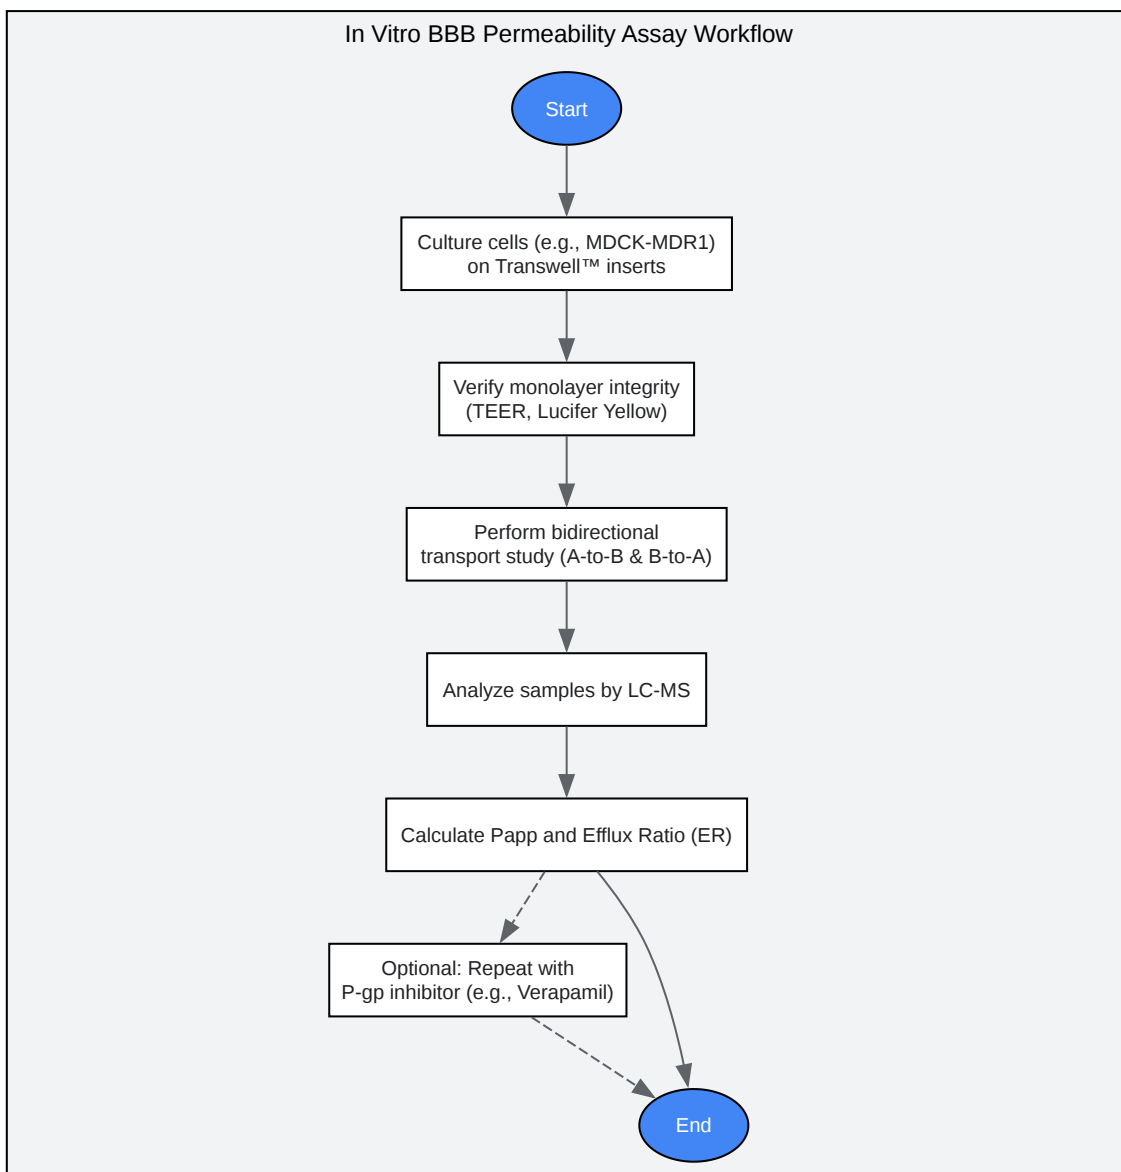 In Vitro BBB Permeability Assay Workflow
Start
Culture cells (e.g., MDCK-MDR1)
on Transwell™ inserts
Verify monolayer integrity
(TEER, Lucifer Yellow)
Perform bidirectional
transport study (A-to-B & B-to-A)
Analyze samples by LC-MS
Calculate Papp and Efflux Ratio (ER)
Optional: Repeat with
P-gp inhibitor (e.g., Verapamil)
End